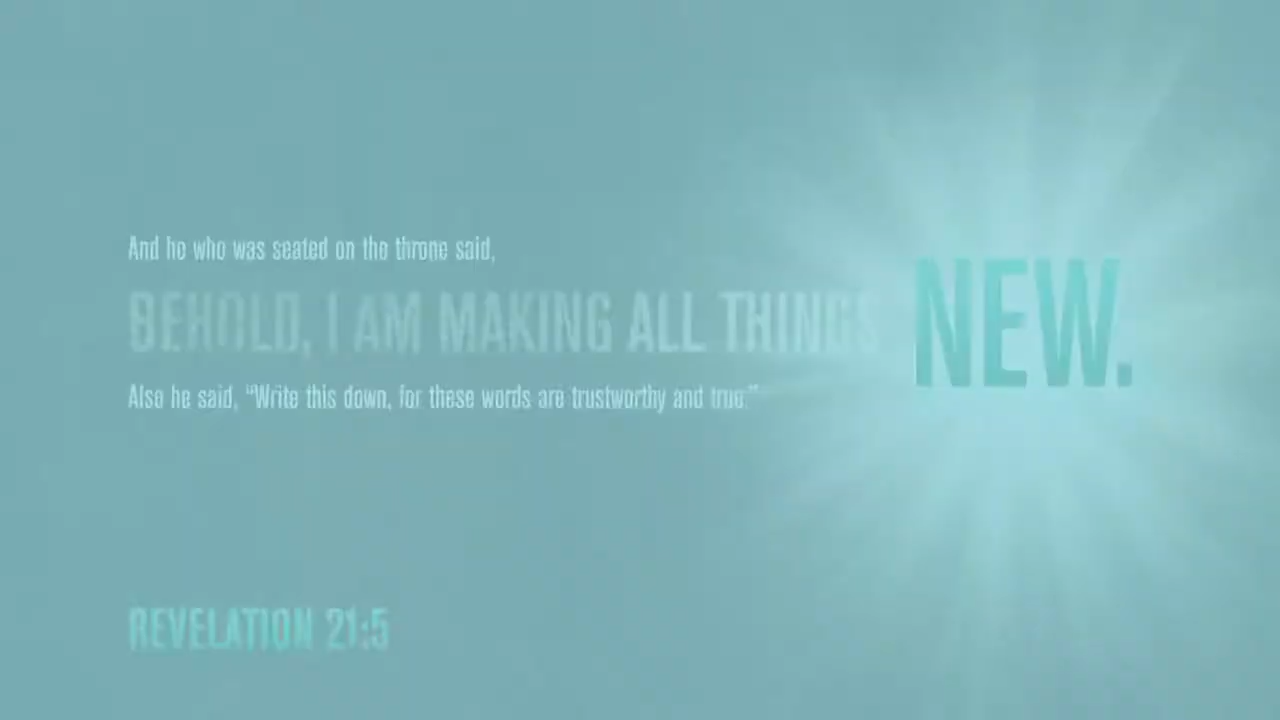 And he who was seated on the throne said,
BEHOLD, I AM MAKING ALL THINGS NEW.
Also he said, “Write this down, for these words are trustworthy and true.”
REVELATION 21:5